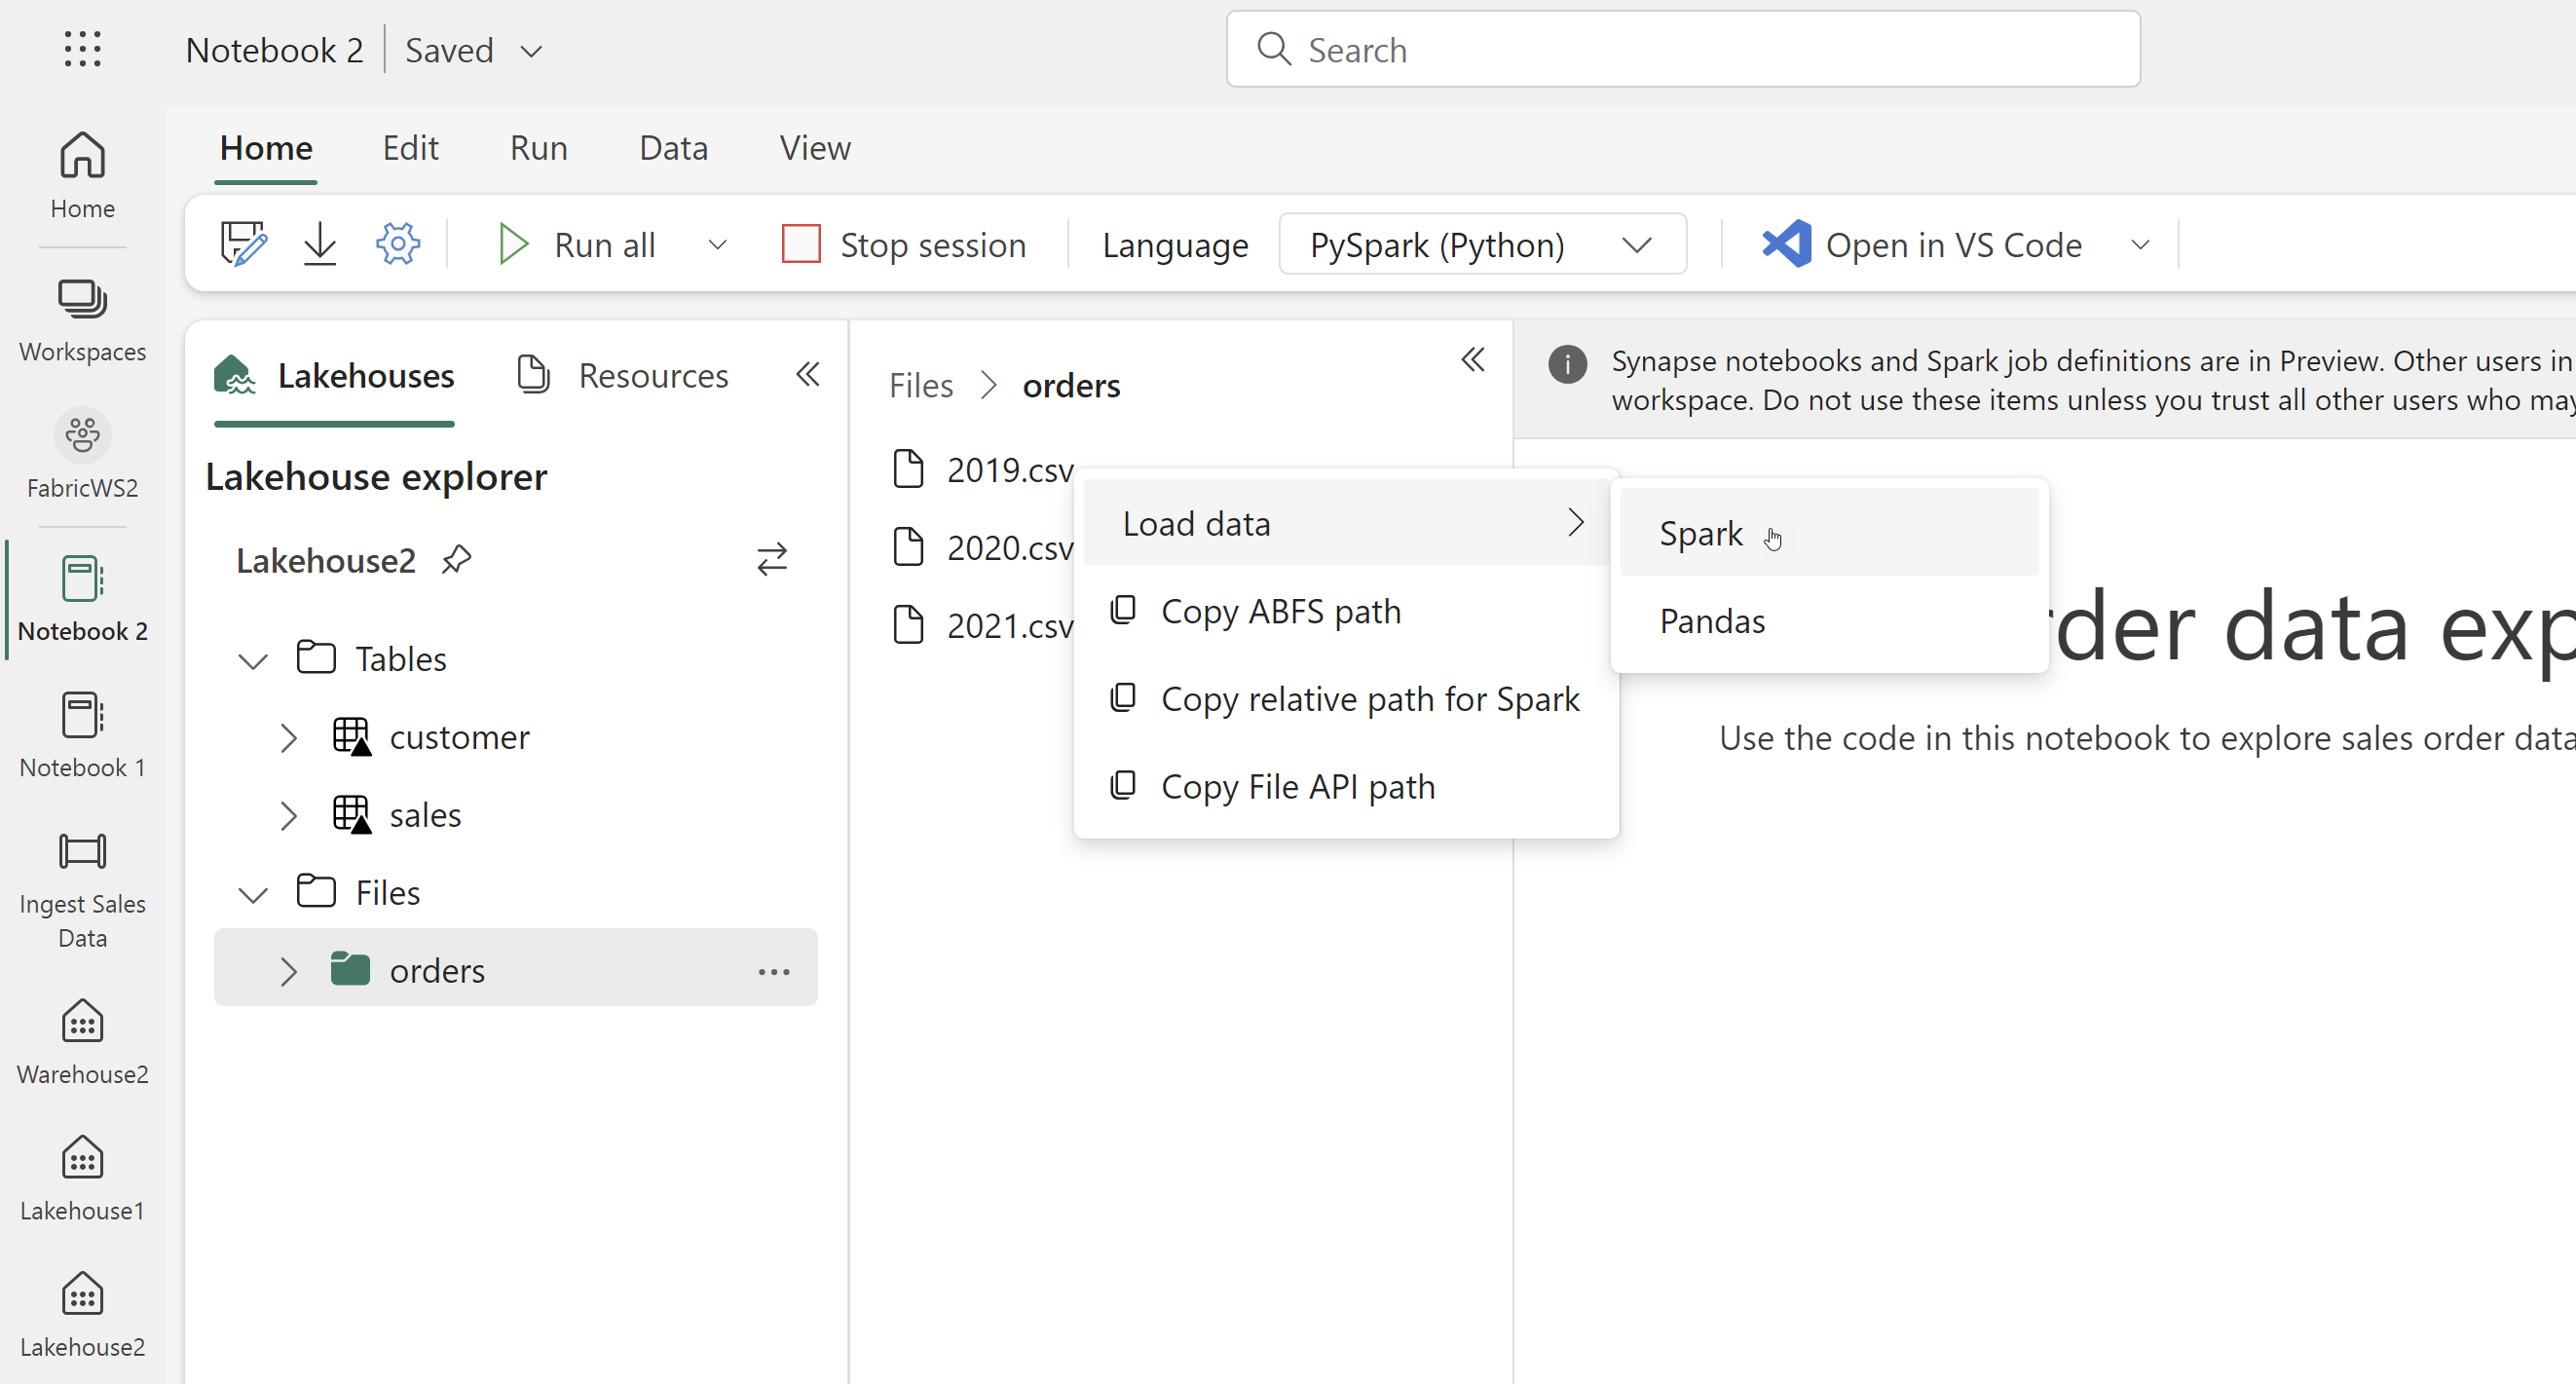 Notebook 2 | Saved
Search
Home
Edit
Run
Data
View
Run all
Stop session
Language
PySpark (Python)
Open in VS Code
Home
Workspaces
FabricWS2
Notebook 2
Notebook 1
Ingest Sales
Data
Warehouse2
Lakehouse1
Lakehouse2
Lakehouses
Resources
Lakehouse explorer
Lakehouse2
Tables
customer
sales
Files
orders
Files > orders
2019.csv
2020.csv
2021.csv
Load data
Copy ABFS path
Copy relative path for Spark
Copy File API path
Spark
Pandas
Synapse notebooks and Spark job definitions are in Preview. Other users in
workspace. Do not use these items unless you trust all other users who may
rder data exp
Use the code in this notebook to explore sales order data